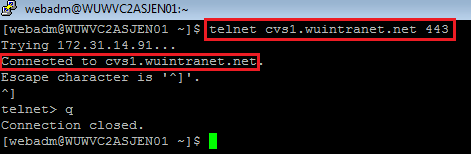 webadm@WUWVC2ASJEN01:~
[webadm@WUWVC2ASJEN01 ~]$ telnet cvs1.wuintranet.net 443
Trying 172.31.14.91...
Connected to cvs1.wuintranet.net.
Escape character is '^]'.
^]
telnet> q
Connection closed.
[webadm@WUWVC2ASJEN01 ~]$